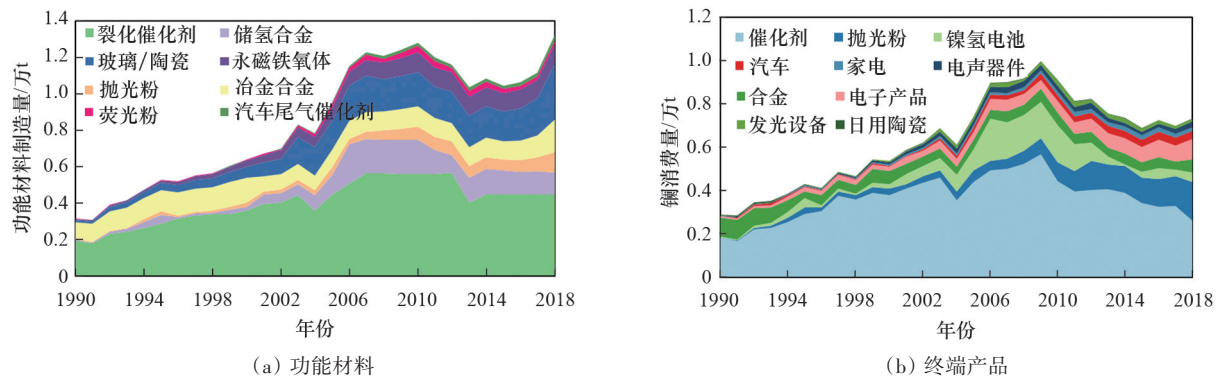 1.4
1.2
1.0
0.8
0.6
0.4
0.2
0
功能材料制造量/万t
裂化催化剂
储氢合金
玻璃/陶瓷
永磁铁氧体
抛光粉
冶金合金
荧光粉
汽车尾气催化剂
1990
1994
1998
2002
2006
2010
2014
2018
年份
(a) 功能材料
1.2
1.0
0.8
0.6
0.4
0.2
0
镧消费量/万t
催化剂
抛光粉
镍氢电池
汽车
家电
电声器件
合金
电子产品
发光设备
日用陶瓷
1990
1994
1998
2002
2006
2010
2014
2018
年份
(b) 终端产品